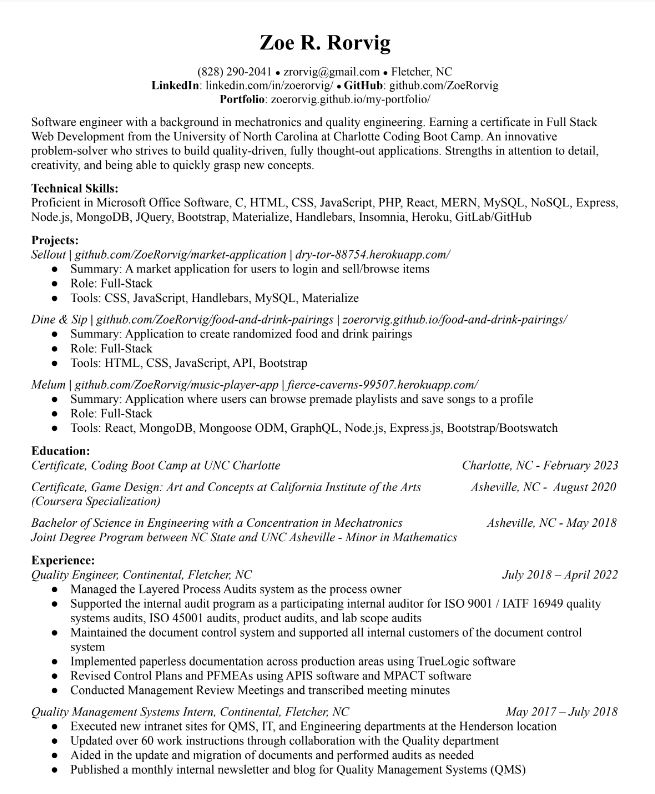 Zoe R. Rorvig
(828) 290-2041 • zrorvig@gmail.com • Fletcher, NC
LinkedIn: linkedin.com/in/zoerorvig/ • GitHub: github.com/ZoeRorvig
Portfolio: zoerorvig.github.io/my-portfolio/
Software engineer with a background in mechatronics and quality engineering. Earning a certificate in Full Stack
Web Development from the University of North Carolina at Charlotte Coding Boot Camp. An innovative
problem-solver who strives to build quality-driven, fully thought-out applications. Strengths in attention to detail,
creativity, and being able to quickly grasp new concepts.
Technical Skills:
Proficient in Microsoft Office Software, C, HTML, CSS, JavaScript, PHP, React, MERN, MySQL, NoSQL, Express,
Node.js, MongoDB, JQuery, Bootstrap, Materialize, Handlebars, Insomnia, Heroku, GitLab/GitHub
Projects:
Sellout | github.com/ZoeRorvig/market-application | dry-tor-88754.herokuapp.com/
● Summary: A market application for users to login and sell/browse items
● Role: Full-Stack
● Tools: CSS, JavaScript, Handlebars, MySQL, Materialize
Dine & Sip | github.com/ZoeRorvig/food-and-drink-pairings | zoerorvig.github.io/food-and-drink-pairings/
● Summary: Application to create randomized food and drink pairings
● Role: Full-Stack
● Tools: HTML, CSS, JavaScript, API, Bootstrap
Melum | github.com/ZoeRorvig/music-player-app | fierce-caverns-99507.herokuapp.com/
● Summary: Application where users can browse premade playlists and save songs to a profile
● Role: Full-Stack
● Tools: React, MongoDB, Mongoose ODM, GraphQL, Node.js, Express.js, Bootstrap/Bootswatch
Education:
Certificate, Coding Boot Camp at UNC Charlotte Charlotte, NC - February 2023
Certificate, Game Design: Art and Concepts at California Institute of the Arts Asheville, NC - August 2020
(Coursera Specialization)
Bachelor of Science in Engineering with a Concentration in Mechatronics Asheville, NC - May 2018
Joint Degree Program between NC State and UNC Asheville - Minor in Mathematics
Experience:
Quality Engineer, Continental, Fletcher, NC July 2018 – April 2022
● Managed the Layered Process Audits system as the process owner
● Supported the internal audit program as a participating internal auditor for ISO 9001 / IATF 16949 quality
systems audits, ISO 45001 audits, product audits, and lab scope audits
● Maintained the document control system and supported all internal customers of the document control
system
● Implemented paperless documentation across production areas using TrueLogic software
● Revised Control Plans and PFMEAs using APIS software and MPACT software
● Conducted Management Review Meetings and transcribed meeting minutes
Quality Management Systems Intern, Continental, Fletcher, NC May 2017 – July 2018
● Executed new intranet sites for QMS, IT, and Engineering departments at the Henderson location
● Updated over 60 work instructions through collaboration with the Quality department
● Aided in the update and migration of documents and performed audits as needed
● Published a monthly internal newsletter and blog for Quality Management Systems (QMS)